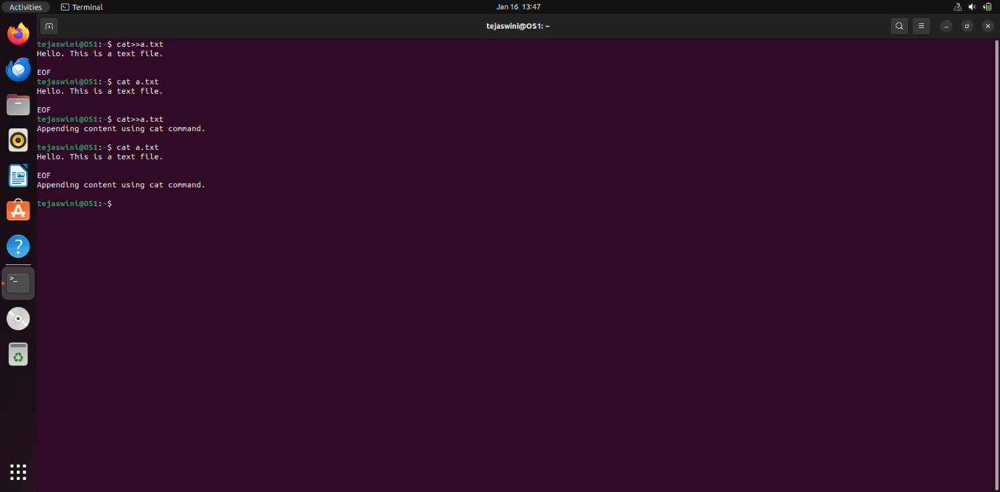 Activities
Terminal
Jan 16 13:47
tejaswini@OS1: ~
tejaswini@OS1:~$ cat>>a.txt
Hello. This is a text file.
EOF
tejaswini@OS1:~$ cat a.txt
Hello. This is a text file.
EOF
tejaswini@OS1:~$ cat>>a.txt
Appending content using cat command.
tejaswini@OS1:~$ cat a.txt
Hello. This is a text file.
EOF
Appending content using cat command.
tejaswini@OS1:~$